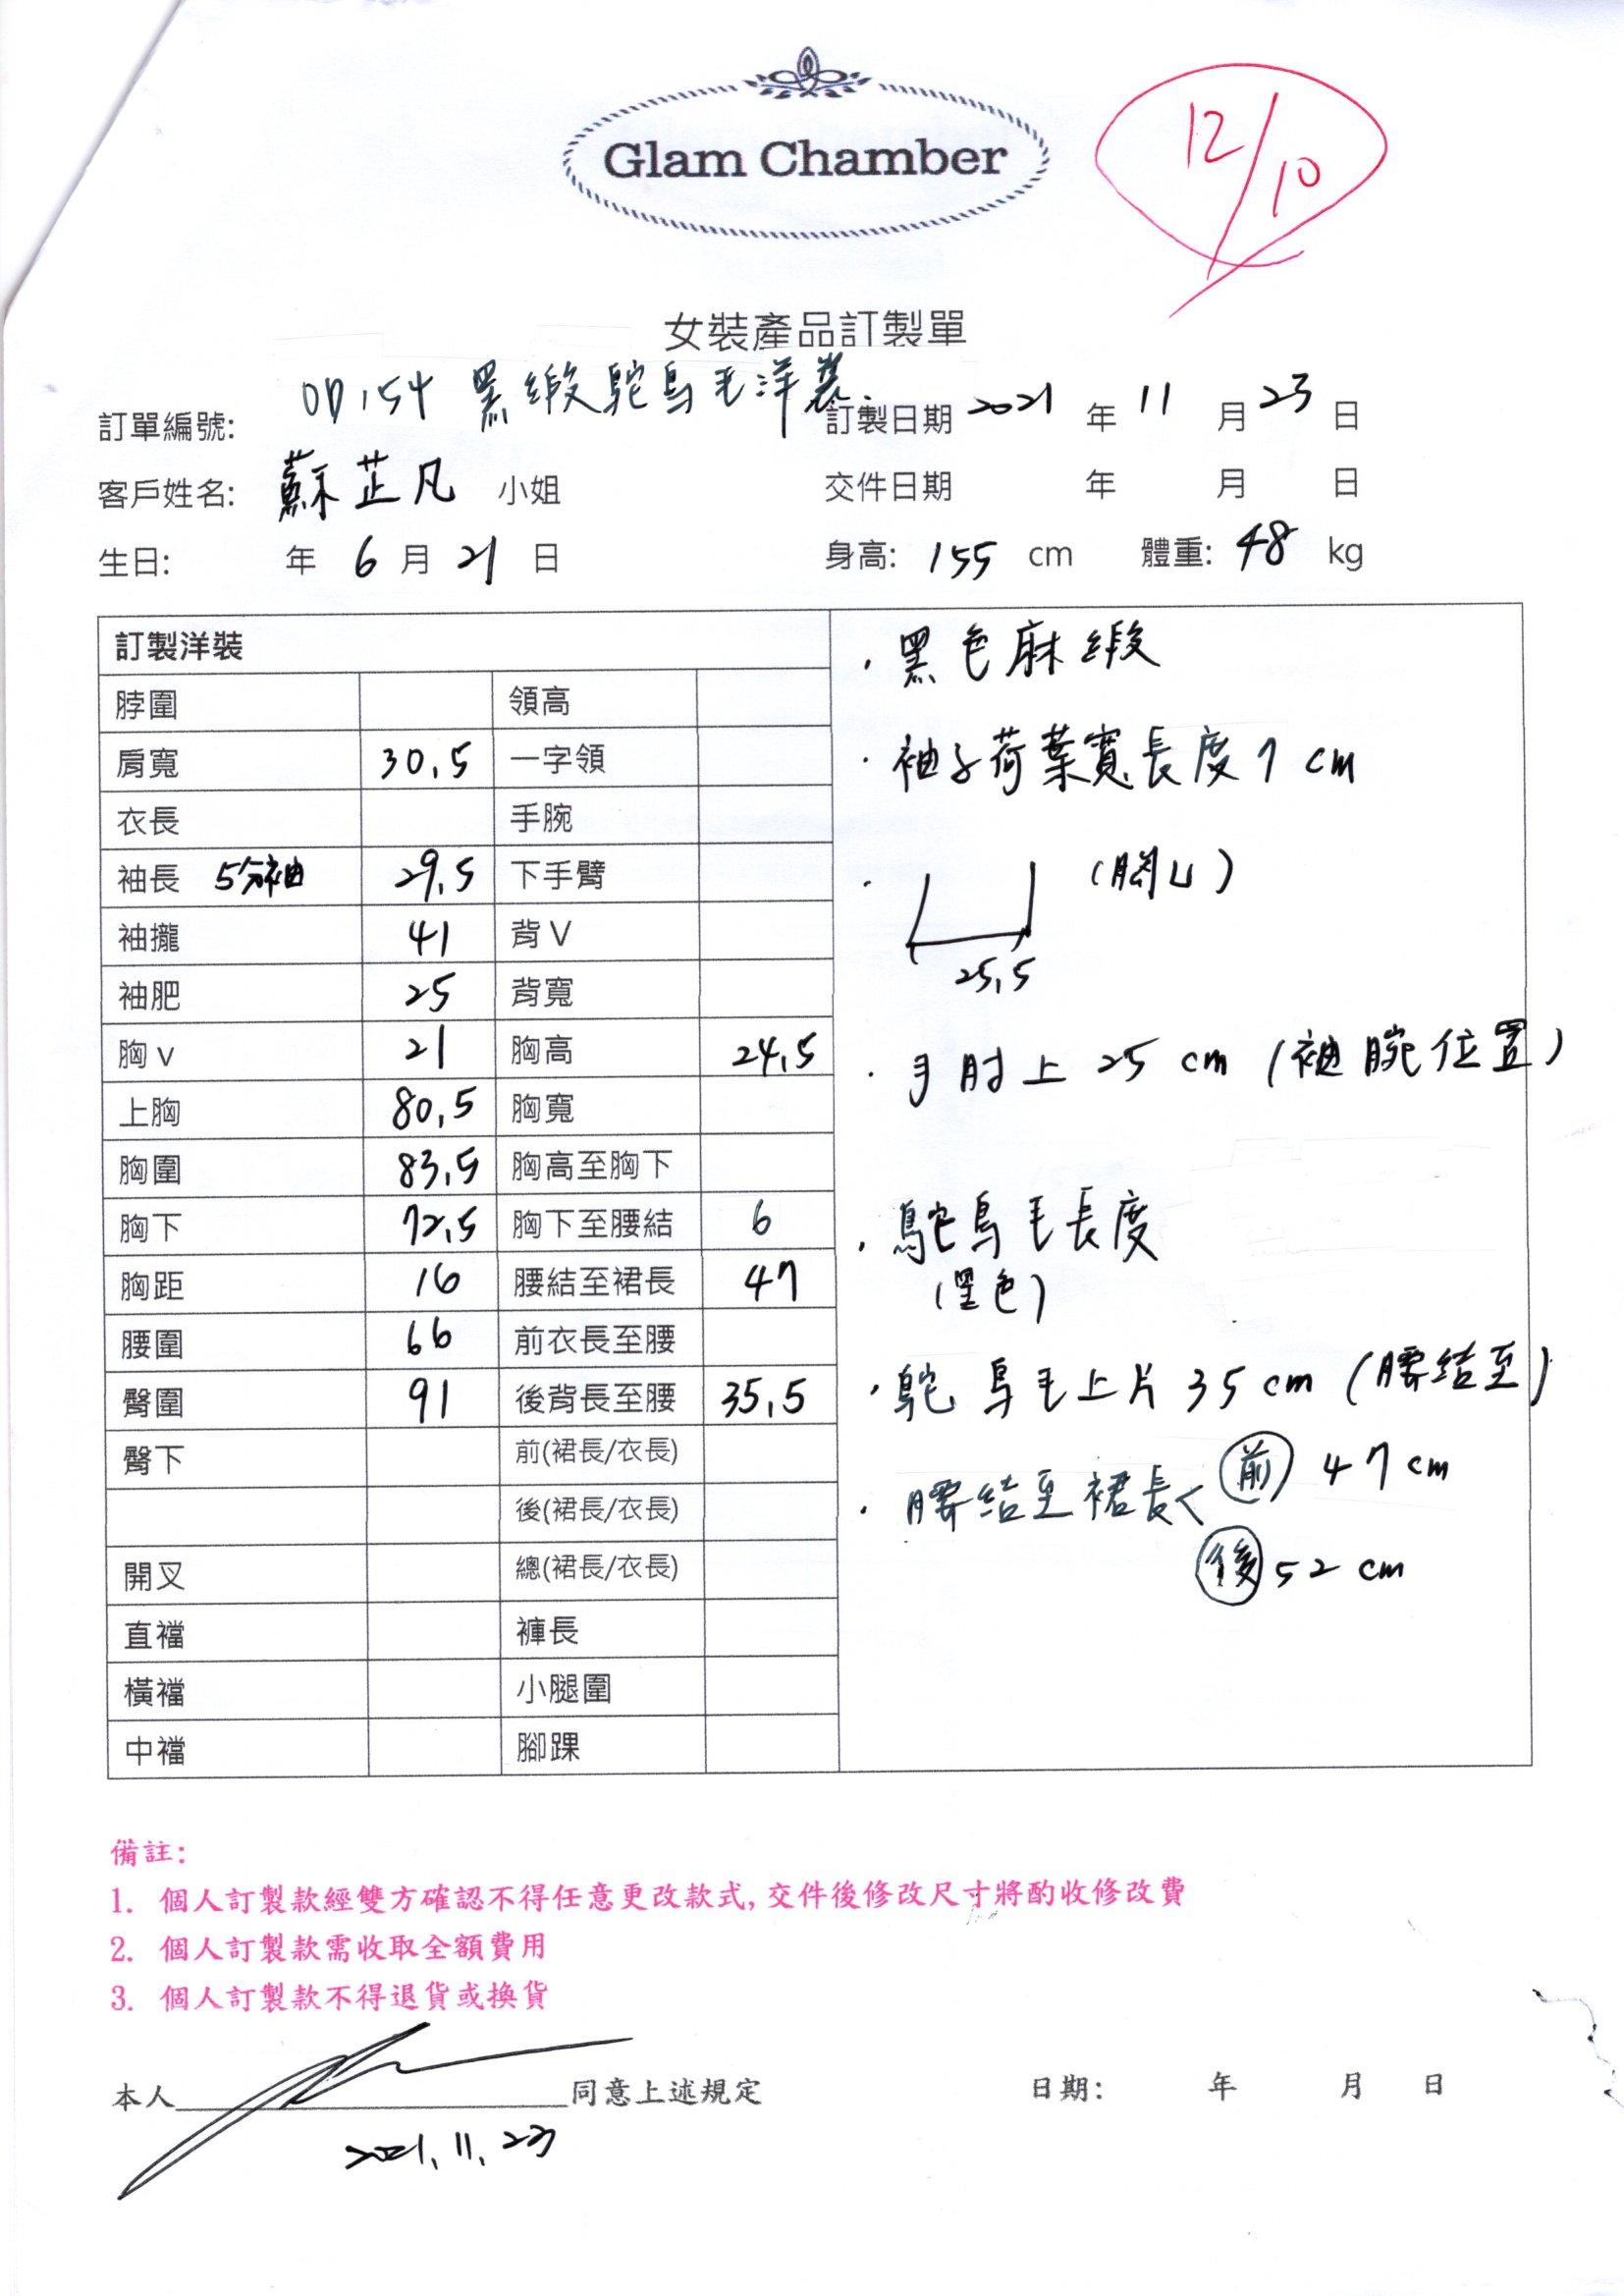 Glam Chamber
12/10
女裝產品訂製單
訂單編號: OD154 黑緞鴕鳥毛洋裝. 訂製日期 2021 年 11 月 23 日
客戶姓名: 蘇芷凡 小姐 交件日期 年 月 日
生日: 年 6 月 21 日 身高: 155 cm 體重: 48 kg
訂製洋裝
脖圍 領高
肩寬 30.5 一字領
衣長 手腕
袖長 5分袖 29.5 下手臂
袖攏 41 背V
袖肥 25 背寬
胸v 21 胸高 24.5
上胸 80.5 胸寬
胸圍 83.5 胸高至胸下
胸下 72.5 胸下至腰結 6
胸距 16 腰結至裙長 47
腰圍 66 前衣長至腰
臀圍 91 後背長至腰 35.5
臀下 前(裙長/衣長)
後(裙長/衣長)
開叉 總(裙長/衣長)
直襠 褲長
橫襠 小腿圍
中襠 腳踝
· 黑色麻緞
· 袖子荷葉寬長度7cm
25.5
· 手肘上 25 cm (袖腕位置)
· 鴕鳥毛長度
(黑色)
· 鴕鳥毛上片 35 cm (腰結至)
· 腰結至裙長< 前 47 cm
後 52 cm
備註:
1. 個人訂製款經雙方確認不得任意更改款式, 交件後修改尺寸將酌收修改費
2. 個人訂製款需收取全額費用
3. 個人訂製款不得退貨或換貨
本人 同意上述規定 日期: 年 月 日
2021.11.23